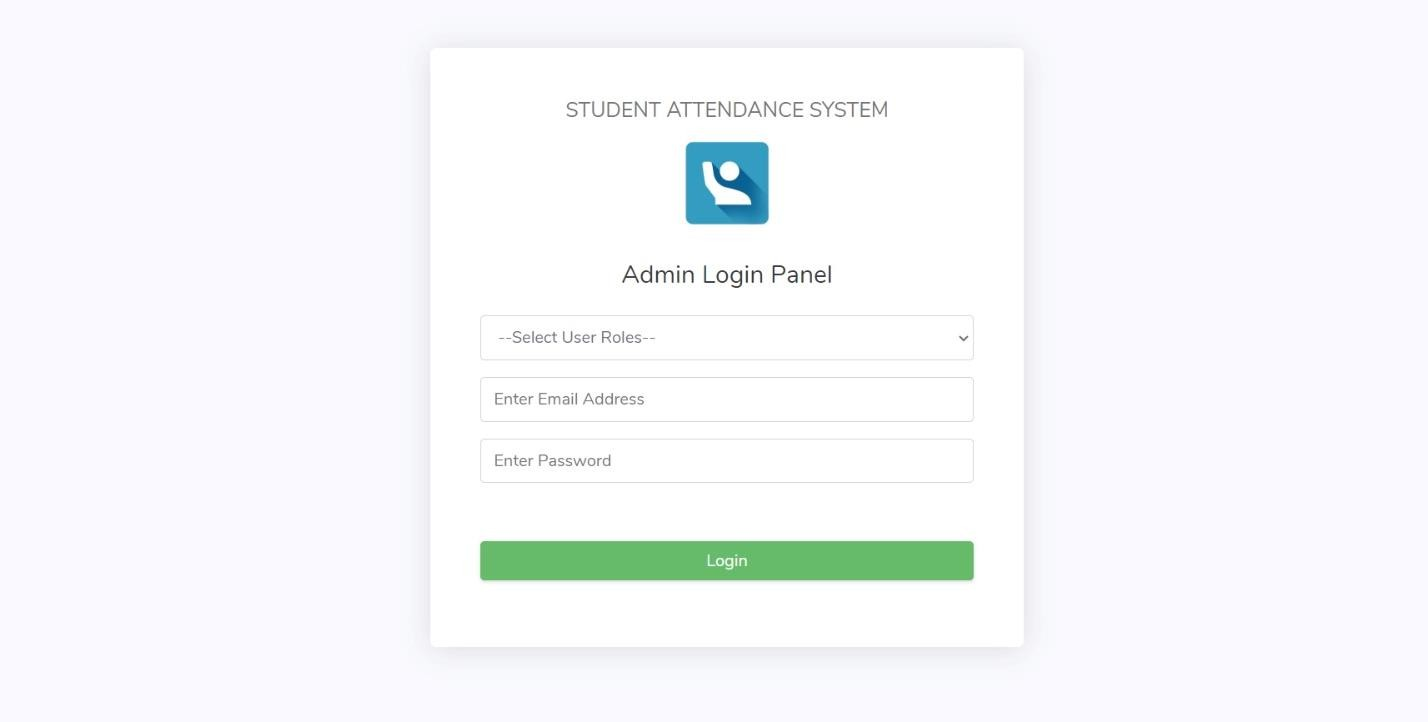 STUDENT ATTENDANCE SYSTEM
Admin Login Panel
--Select User Roles--
Enter Email Address
Enter Password
Login